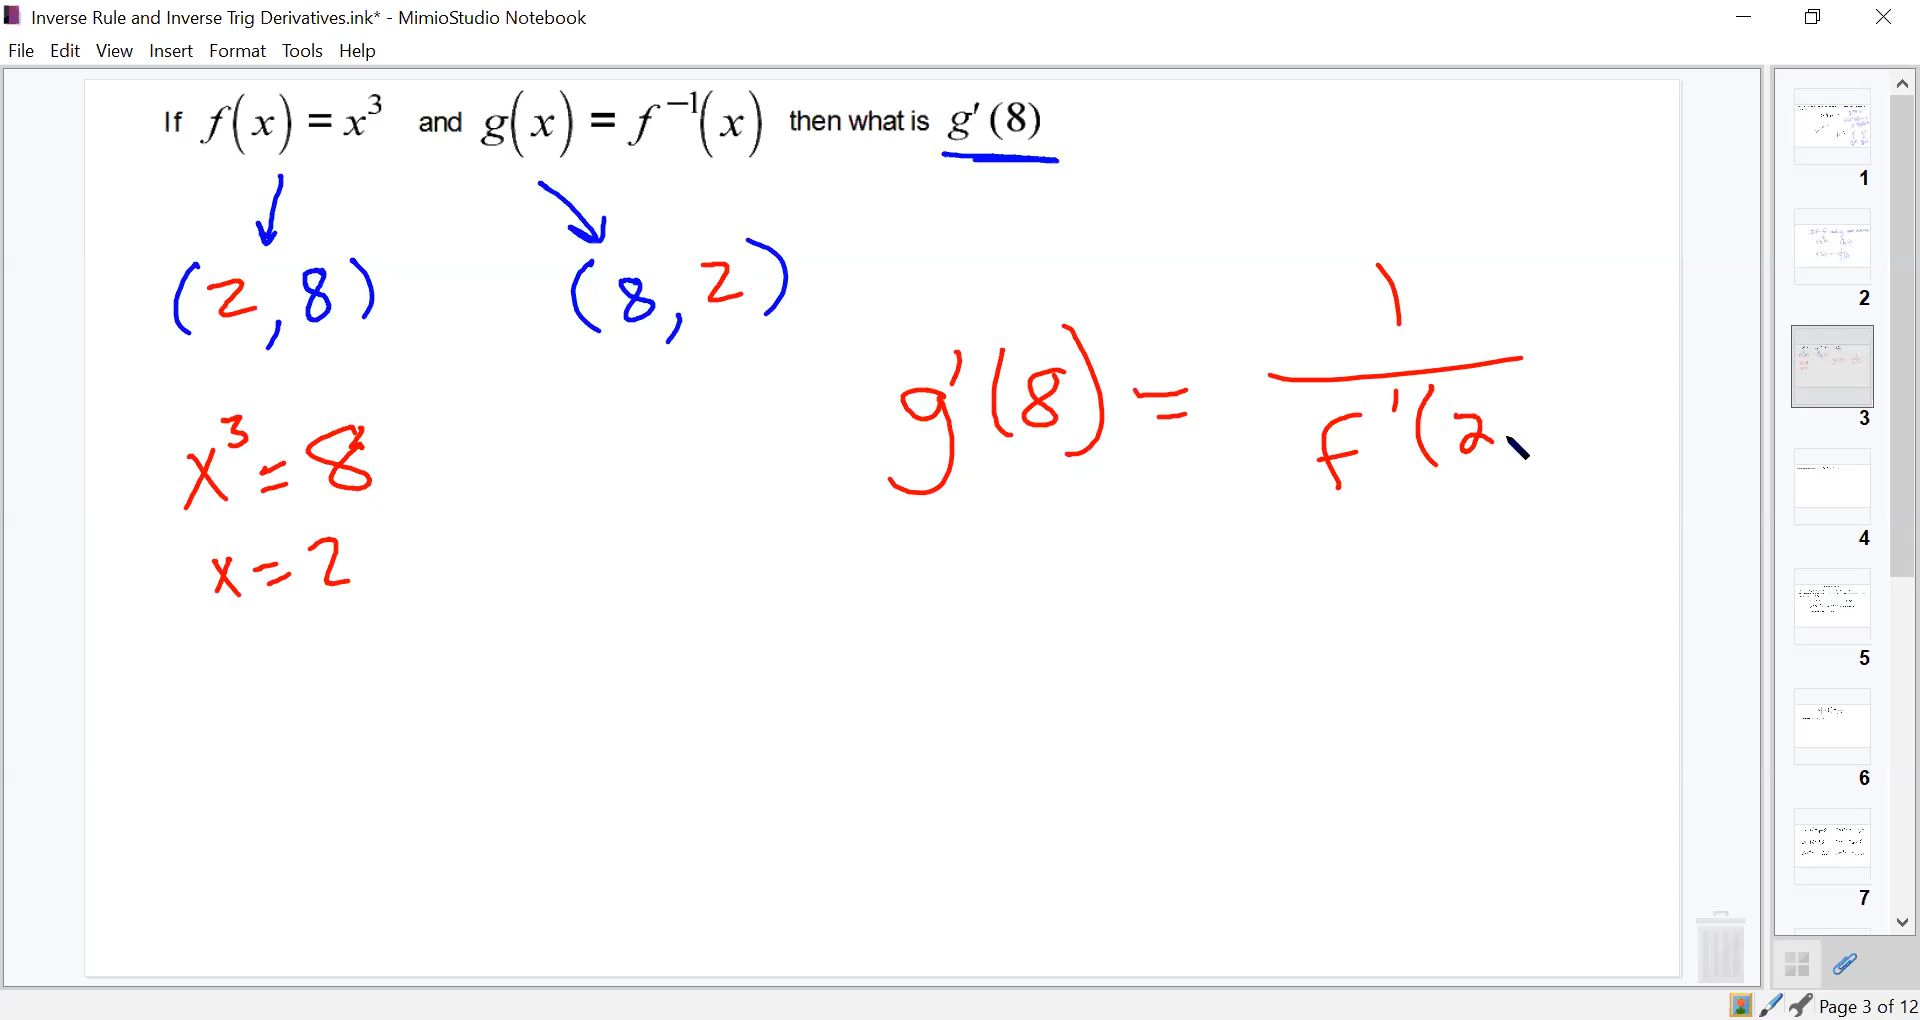 Inverse Rule and Inverse Trig Derivatives.ink* - MimioStudio Notebook
File Edit View Insert Format Tools Help
If f(x) = x³ and g(x) = f⁻¹(x) then what is g'(8)
(2,8) (8,2)
g'(8) = 1 / f'(2
x³ = 8
x = 2
1
2
3
4
5
6
7
Page 3 of 12